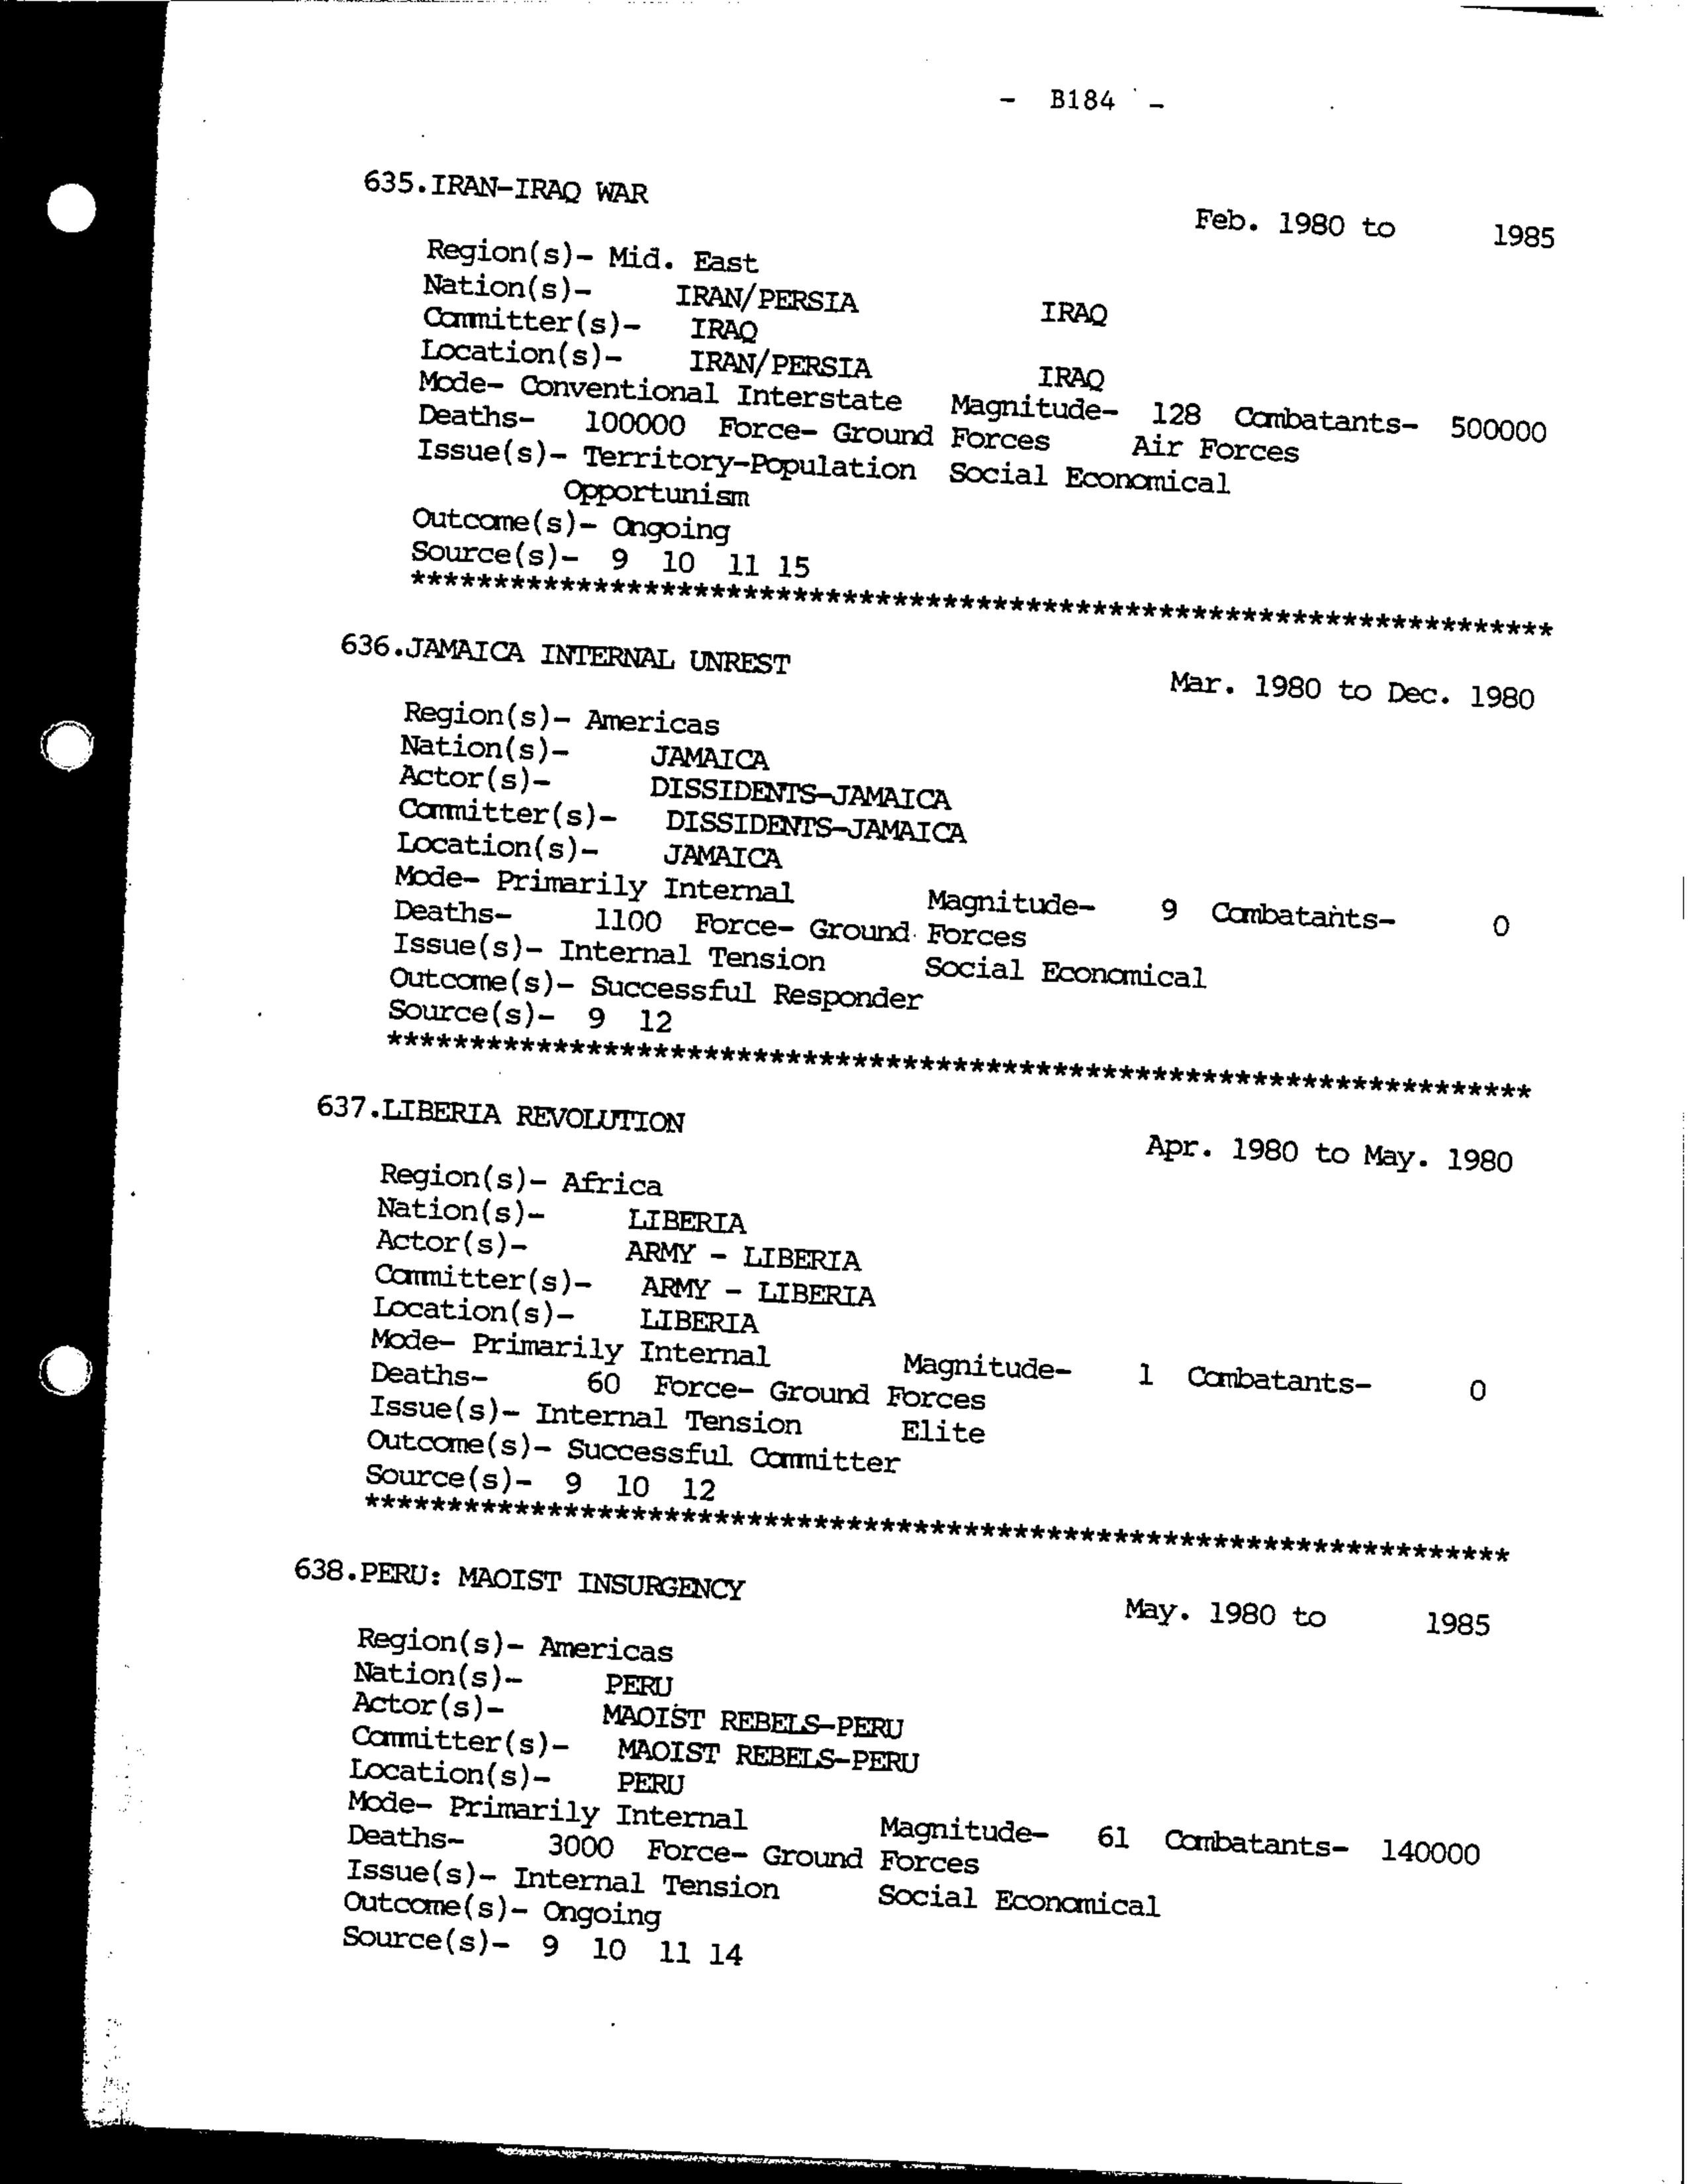 - B184 -
635.IRAN-IRAQ WAR
Feb. 1980 to 1985
Region(s)- Mid. East
Nation(s)- IRAN/PERSIA IRAQ
Committer(s)- IRAQ
Location(s)- IRAN/PERSIA IRAQ
Mode- Conventional Interstate Magnitude- 128 Combatants- 500000
Deaths- 100000 Force- Ground Forces Air Forces
Issue(s)- Territory-Population Social Economical
Opportunism
Outcome(s)- Ongoing
Source(s)- 9 10 11 15
********************************************************************
636.JAMAICA INTERNAL UNREST
Mar. 1980 to Dec. 1980
Region(s)- Americas
Nation(s)- JAMAICA
Actor(s)- DISSIDENTS-JAMAICA
Committer(s)- DISSIDENTS-JAMAICA
Location(s)- JAMAICA
Mode- Primarily Internal Magnitude- 9 Combatants- 0
Deaths- 1100 Force- Ground Forces
Issue(s)- Internal Tension Social Economical
Outcome(s)- Successful Responder
Source(s)- 9 12
********************************************************************
637.LIBERIA REVOLUTION
Apr. 1980 to May. 1980
Region(s)- Africa
Nation(s)- LIBERIA
Actor(s)- ARMY - LIBERIA
Committer(s)- ARMY - LIBERIA
Location(s)- LIBERIA
Mode- Primarily Internal Magnitude- 1 Combatants- 0
Deaths- 60 Force- Ground Forces
Issue(s)- Internal Tension Elite
Outcome(s)- Successful Committer
Source(s)- 9 10 12
********************************************************************
638.PERU: MAOIST INSURGENCY
May. 1980 to 1985
Region(s)- Americas
Nation(s)- PERU
Actor(s)- MAOIST REBELS-PERU
Committer(s)- MAOIST REBELS-PERU
Location(s)- PERU
Mode- Primarily Internal Magnitude- 61 Combatants- 140000
Deaths- 3000 Force- Ground Forces
Issue(s)- Internal Tension Social Economical
Outcome(s)- Ongoing
Source(s)- 9 10 11 14